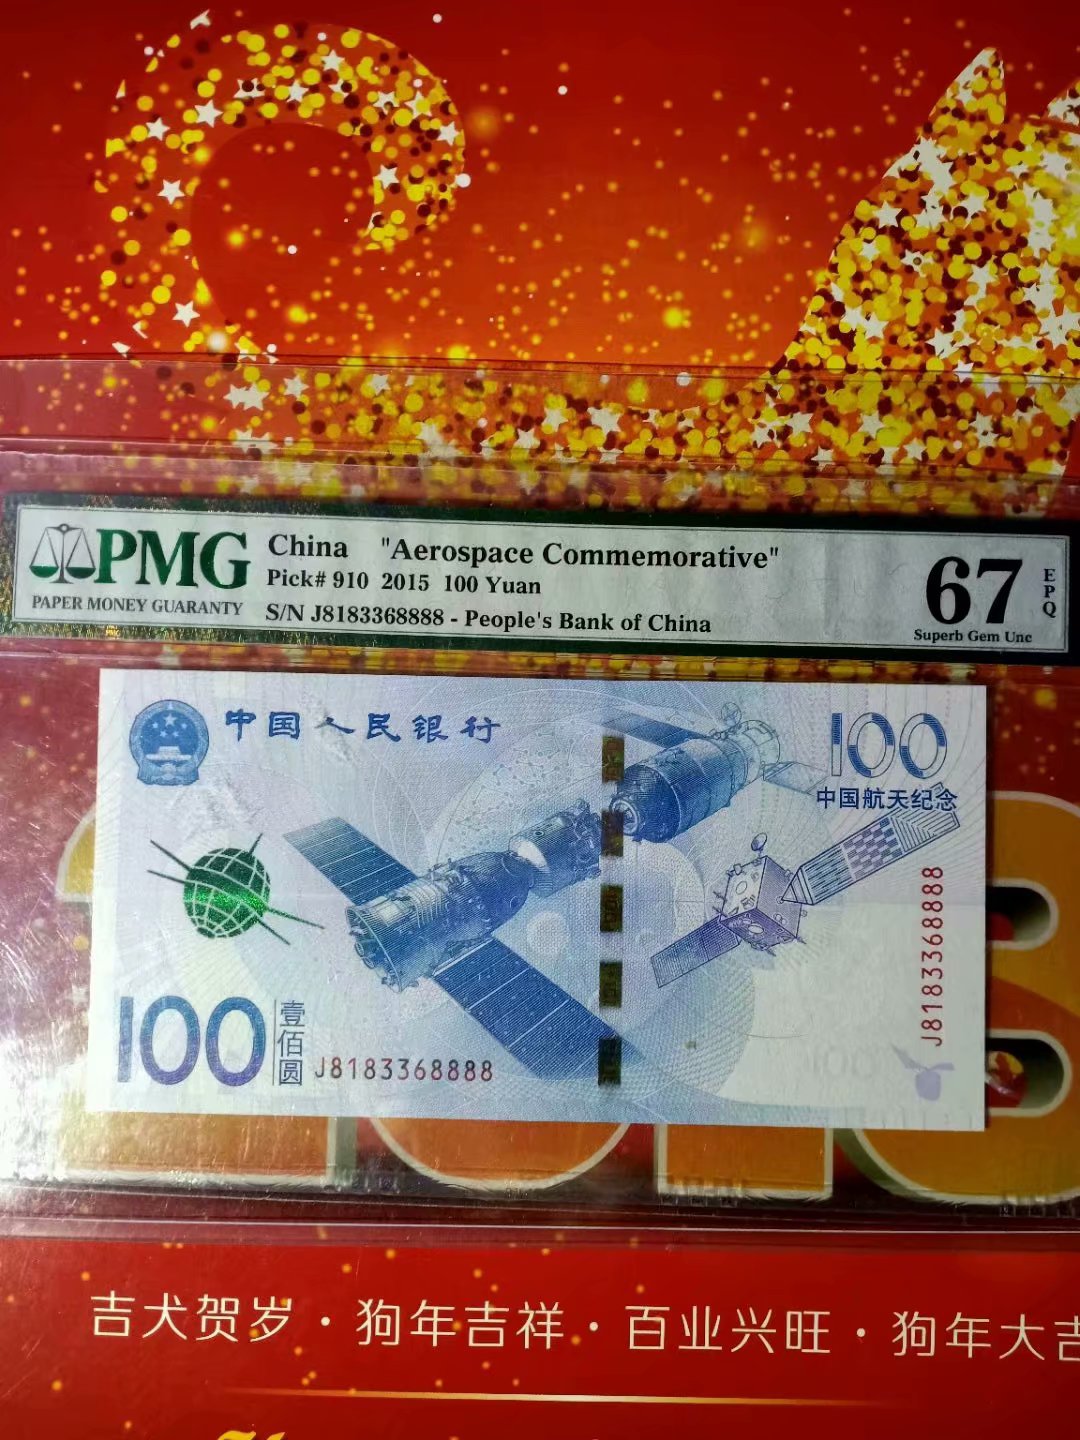 PMG
PAPER MONEY GUARANTY
China "Aerospace Commemorative"
Pick# 910 2015 100 Yuan
S/N J8183368888 - People's Bank of China
67
EPQ
Superb Gem Unc
中国人民银行
100
中国航天纪念
J8183368888
100
壹佰圆
J8183368888
吉犬贺岁·狗年吉祥·百业兴旺·狗年大吉